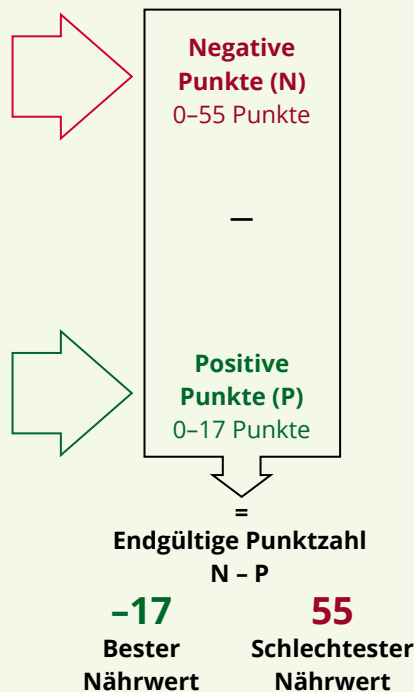 Negative
Punkte (N)
0–55 Punkte
–
Positive
Punkte (P)
0–17 Punkte
=
Endgültige Punktzahl
N – P
–17 55
Bester Schlechtester
Nährwert Nährwert